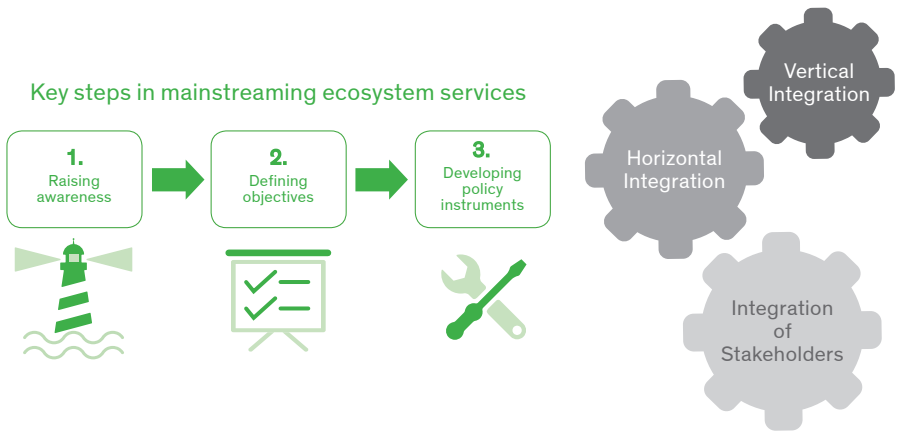 Key steps in mainstreaming ecosystem services
1.
Raising
awareness
2.
Defining
objectives
3.
Developing
policy
instruments
Vertical
Integration
Horizontal
Integration
Integration
of
Stakeholders